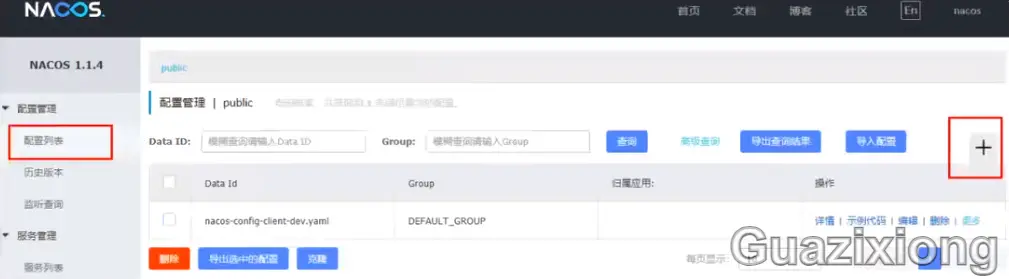 NACOS.
首页 文档 博客 社区 En nacos
NACOS 1.1.4
public
配置管理
配置管理 | public
配置列表
Data ID: 模糊查询请输入Data ID Group: 模糊查询请输入Group 查询 高级查询 导出查询结果 导入配置 +
历史版本
Data Id Group 归属应用: 操作
监听查询
nacos-config-client-dev.yaml DEFAULT_GROUP 详情 | 示例代码 | 编辑 | 删除 | 更多
服务管理
删除 导出选中的配置 克隆 每页显示:
服务列表
Guazixiong